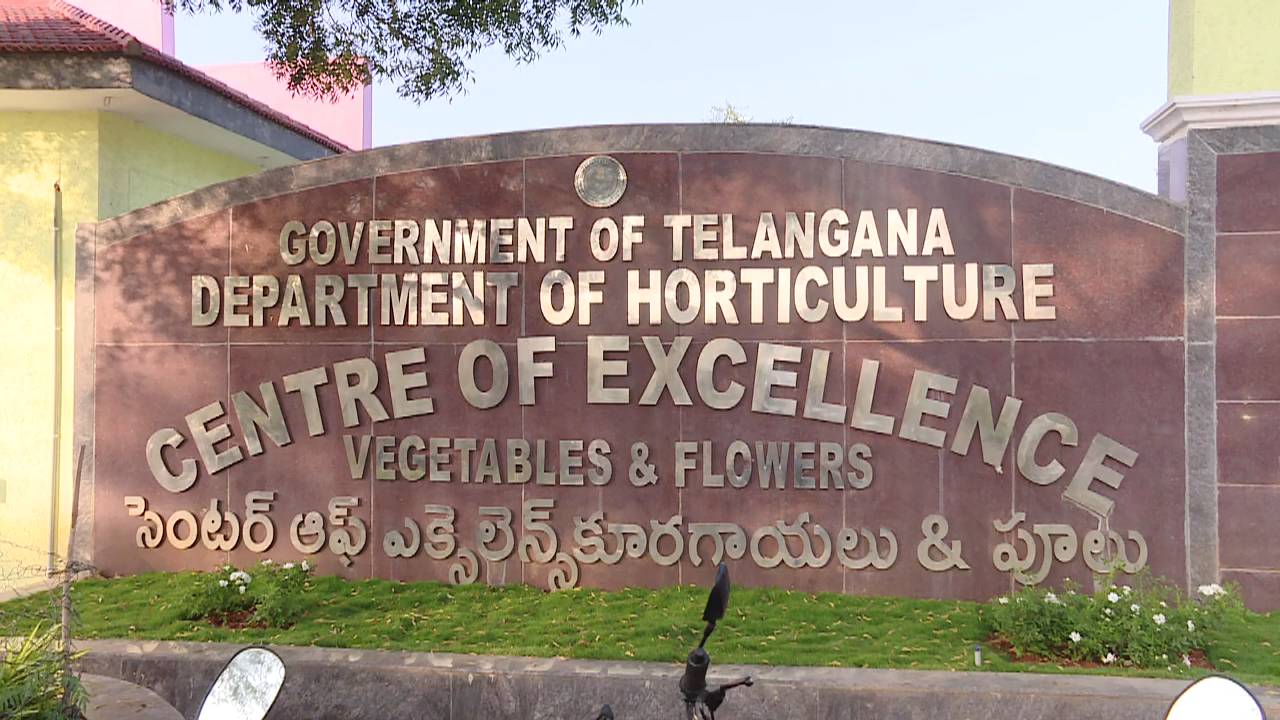 GOVERNMENT OF TELANGANA
DEPARTMENT OF HORTICULTURE
CENTRE OF EXCELLENCE
VEGETABLES & FLOWERS
సెంటర్ ఆఫ్ ఎక్సెలెన్స్ కూరగాయలు & పూలు